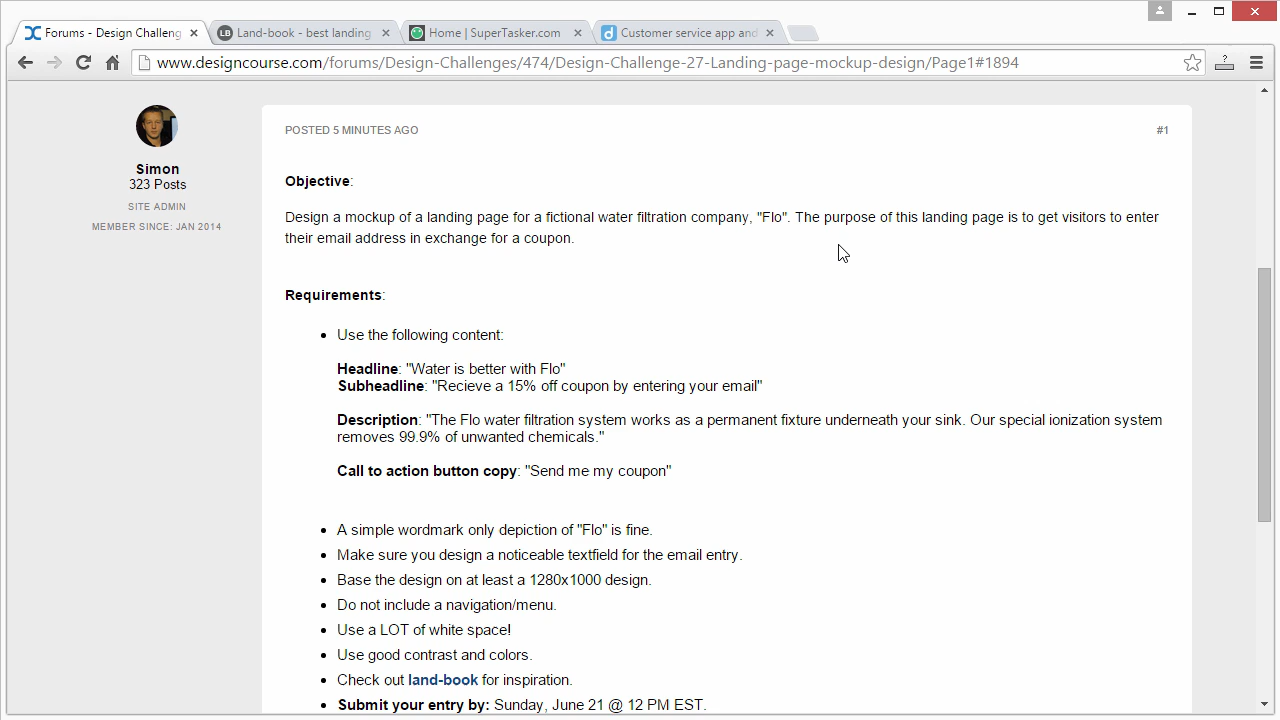 Forums - Design Challeng
Land-book - best landing
Home | SuperTasker.com
Customer service app and
www.designcourse.com/forums/Design-Challenges/474/Design-Challenge-27-Landing-page-mockup-design/Page1#1894
POSTED 5 MINUTES AGO
#1
Simon
323 Posts
SITE ADMIN
MEMBER SINCE: JAN 2014
Objective:
Design a mockup of a landing page for a fictional water filtration company, "Flo". The purpose of this landing page is to get visitors to enter
their email address in exchange for a coupon.
Requirements:
• Use the following content:
Headline: "Water is better with Flo"
Subheadline: "Recieve a 15% off coupon by entering your email"
Description: "The Flo water filtration system works as a permanent fixture underneath your sink. Our special ionization system
removes 99.9% of unwanted chemicals."
Call to action button copy: "Send me my coupon"
• A simple wordmark only depiction of "Flo" is fine.
• Make sure you design a noticeable textfield for the email entry.
• Base the design on at least a 1280x1000 design.
• Do not include a navigation/menu.
• Use a LOT of white space!
• Use good contrast and colors.
• Check out land-book for inspiration.
• Submit your entry by: Sunday, June 21 @ 12 PM EST.